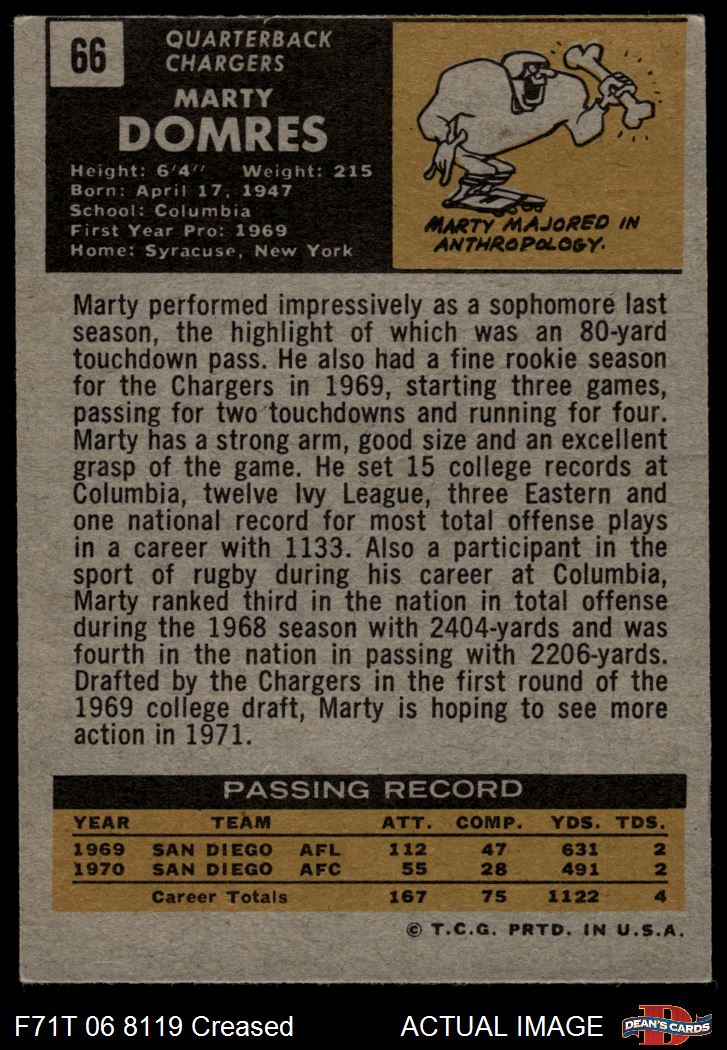 66
QUARTERBACK
CHARGERS
MARTY
DOMRES
Height: 6'4" Weight: 215
Born: April 17, 1947
School: Columbia
First Year Pro: 1969
Home: Syracuse, New York
MARTY MAJORED IN
ANTHROPOLOGY.
Marty performed impressively as a sophomore last
season, the highlight of which was an 80-yard
touchdown pass. He also had a fine rookie season
for the Chargers in 1969, starting three games,
passing for two touchdowns and running for four.
Marty has a strong arm, good size and an excellent
grasp of the game. He set 15 college records at
Columbia, twelve Ivy League, three Eastern and
one national record for most total offense plays
in a career with 1133. Also a participant in the
sport of rugby during his career at Columbia,
Marty ranked third in the nation in total offense
during the 1968 season with 2404-yards and was
fourth in the nation in passing with 2206-yards.
Drafted by the Chargers in the first round of the
1969 college draft, Marty is hoping to see more
action in 1971.
PASSING RECORD
YEAR TEAM ATT. COMP. YDS. TDS.
1969 SAN DIEGO AFL 112 47 631 2
1970 SAN DIEGO AFC 55 28 491 2
Career Totals 167 75 1122 4
© T.C.G. PRTD. IN U.S.A.
F71T 06 8119 Creased ACTUAL IMAGE
D
DEAN'S CARDS